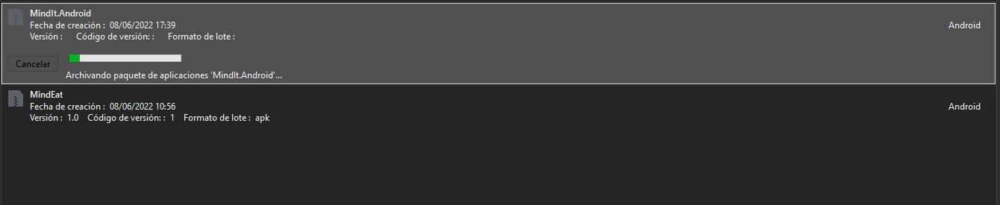 MindIt.Android
Fecha de creación : 08/06/2022 17:39
Android
Versión : Código de versión: : Formato de lote :
Cancelar
Archivando paquete de aplicaciones 'MindIt.Android'...
MindEat
Fecha de creación : 08/06/2022 10:56
Android
Versión : 1.0 Código de versión: : 1 Formato de lote : apk